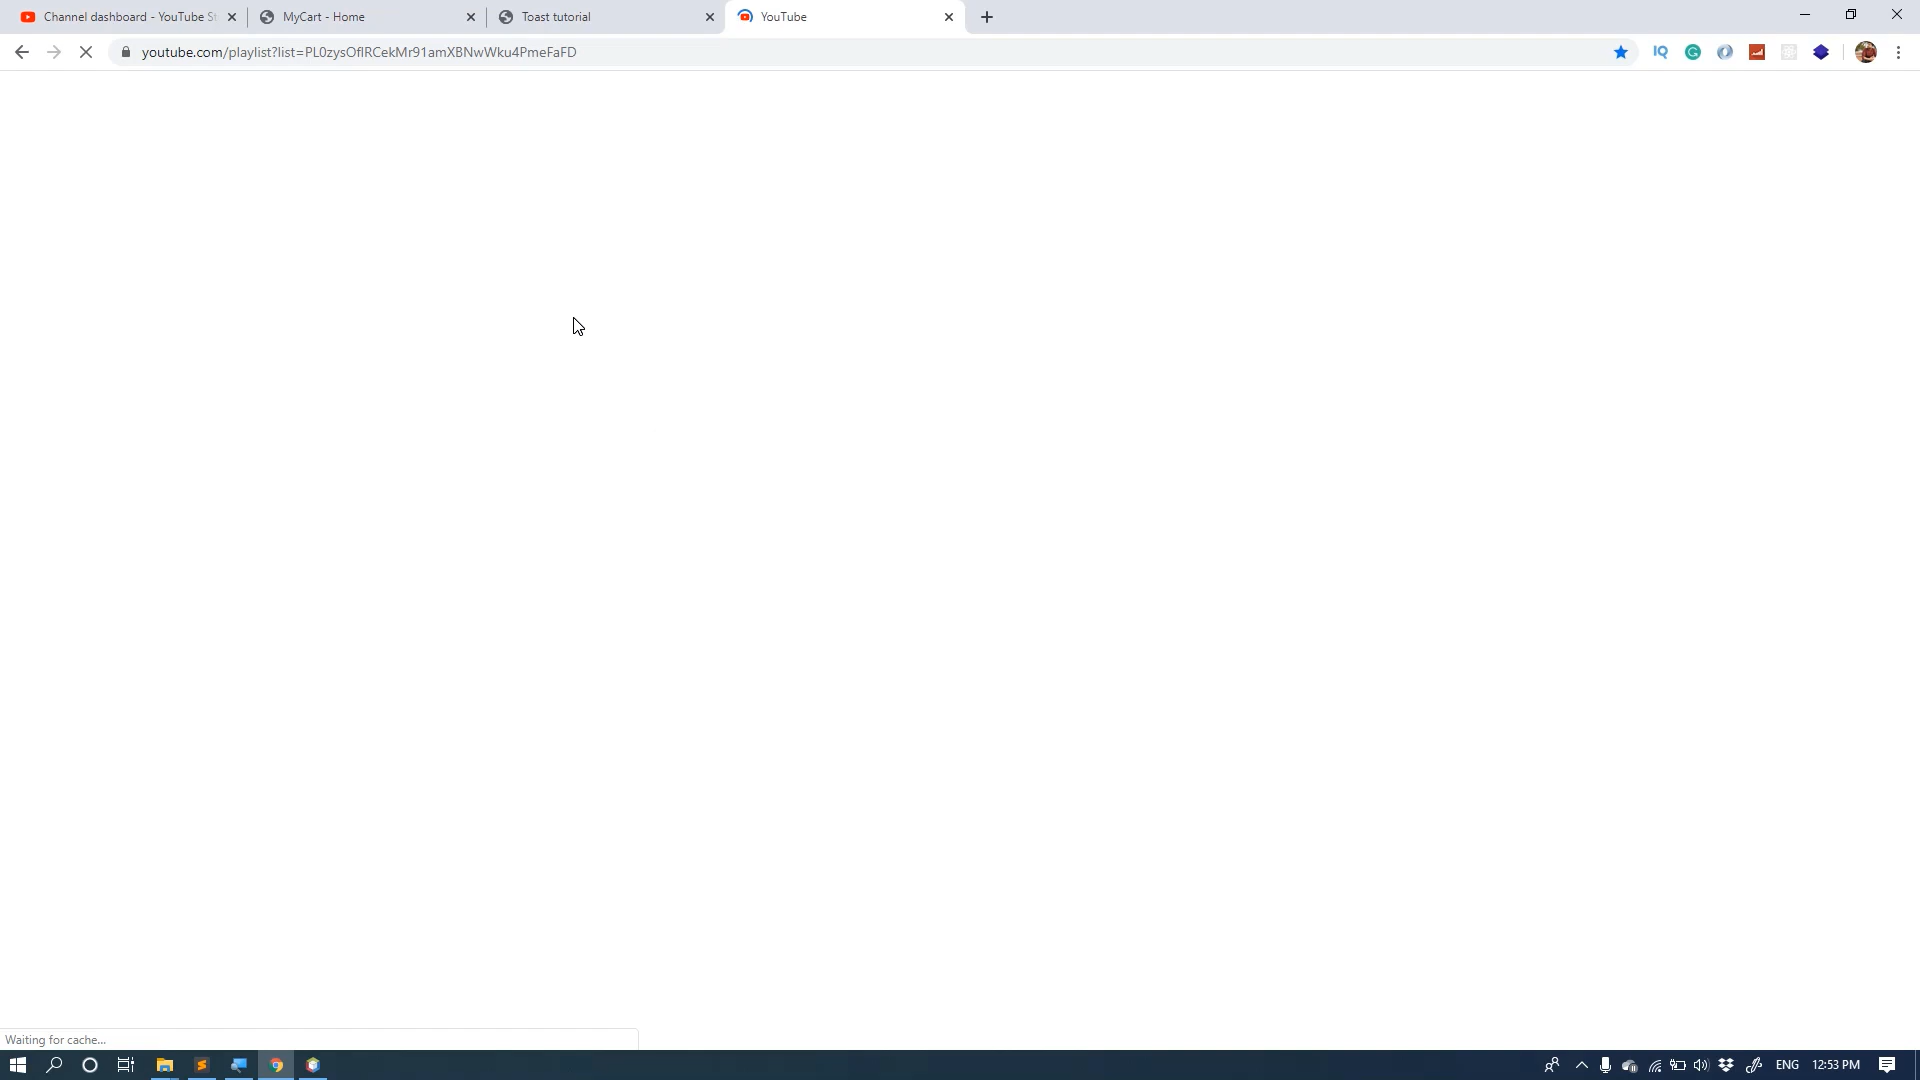 Channel dashboard - YouTube St
MyCart - Home
Toast tutorial
YouTube
youtube.com/playlist?list=PL0zysOflRCekMr91amXBNwWku4PmeFaFD
IQ
Waiting for cache...
ENG
12:53 PM